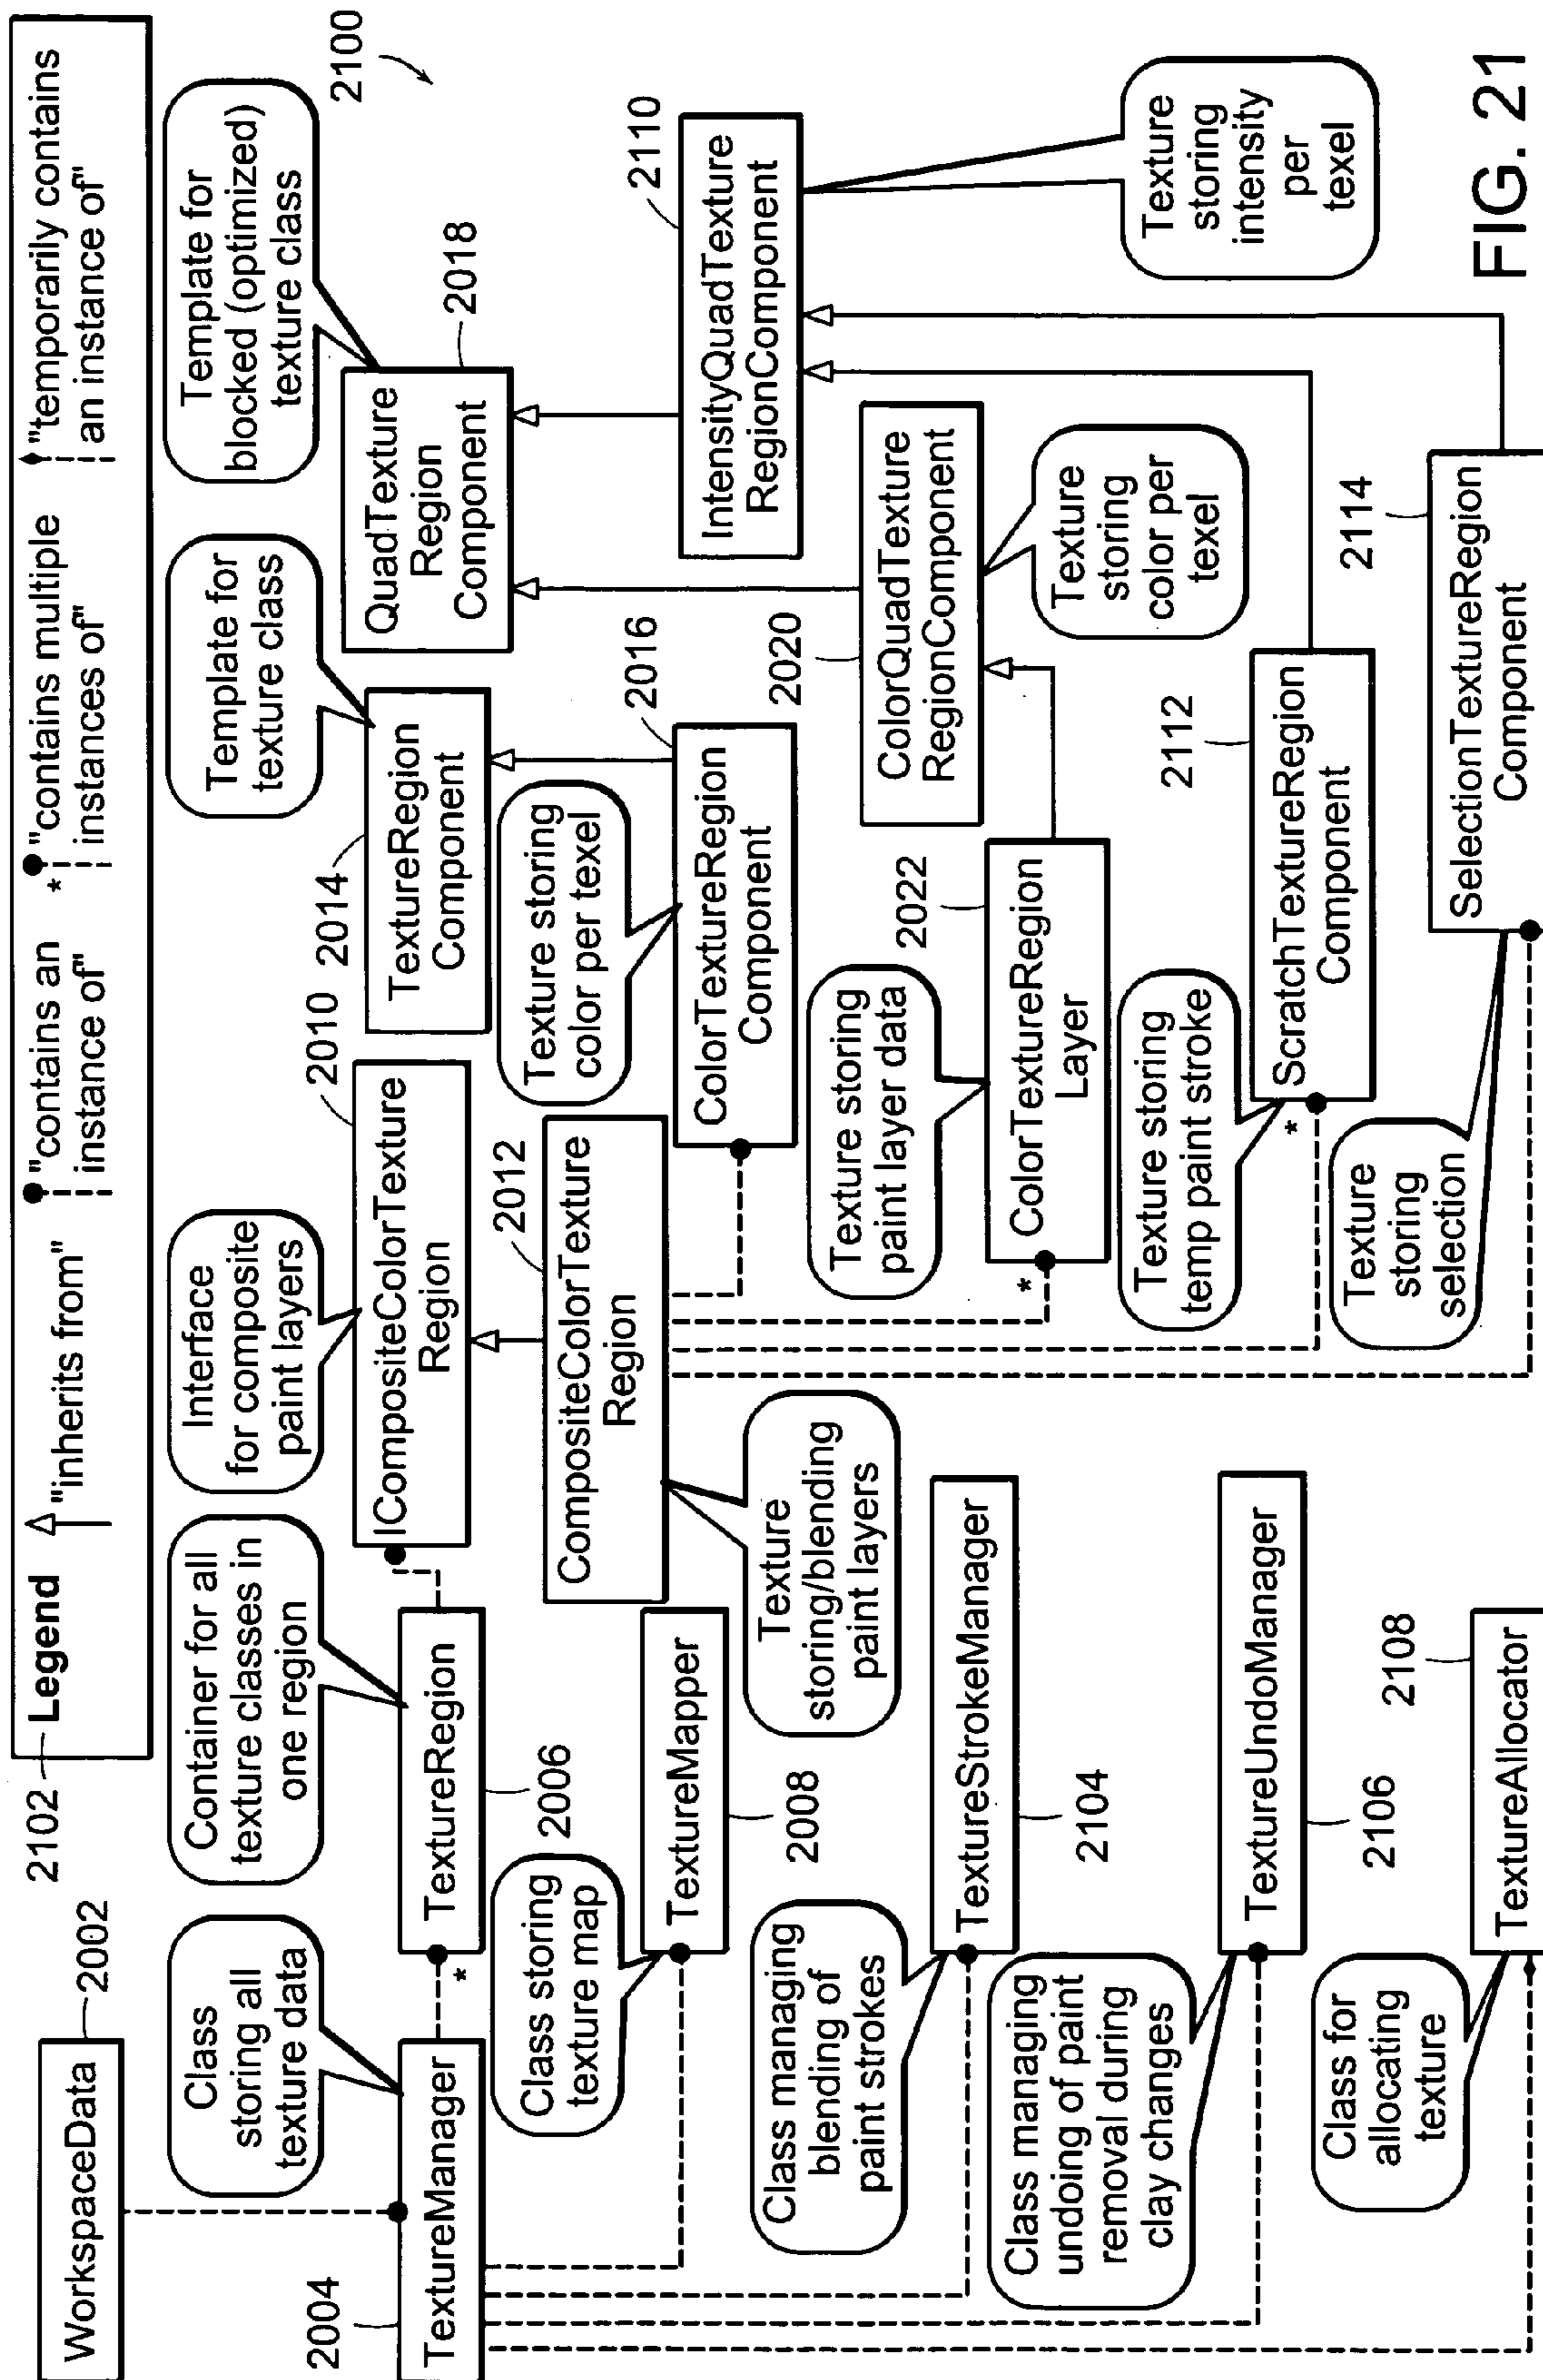 2102
Legend
"inherits from"
"contains an
instance of"
*
"contains multiple
instances of"
"temporarily contains
an instance of"
2100
WorkspaceData
2002
Class
storing all
texture data
2004
TextureManager
Container for all
texture classes in
one region
*
TextureRegion
2006
Class storing
texture map
TextureMapper
2008
Class managing
blending of
paint strokes
TextureStrokeManager
2104
Class managing
undoing of paint
removal during
clay changes
TextureUndoManager
2106
Class for
allocating
texture
TextureAllocator
2108
Interface
for composite
paint layers
2010
ICompositeColorTexture
Region
2012
CompositeColorTexture
Region
Texture
storing/blending
paint layers
Template for
texture class
2014
TextureRegion
Component
Texture storing
color per texel
2016
ColorTextureRegion
Component
Template for
blocked (optimized)
texture class
2018
QuadTexture
Region
Component
2020
ColorQuadTexture
RegionComponent
Texture
storing
color per
texel
2110
IntensityQuadTexture
RegionComponent
Texture
storing
intensity
per
texel
Texture storing
paint layer data
2022
*
ColorTextureRegion
Layer
Texture storing
temp paint stroke
2112
*
ScratchTextureRegion
Component
Texture
storing
selection
2114
SelectionTextureRegion
Component
FIG. 21